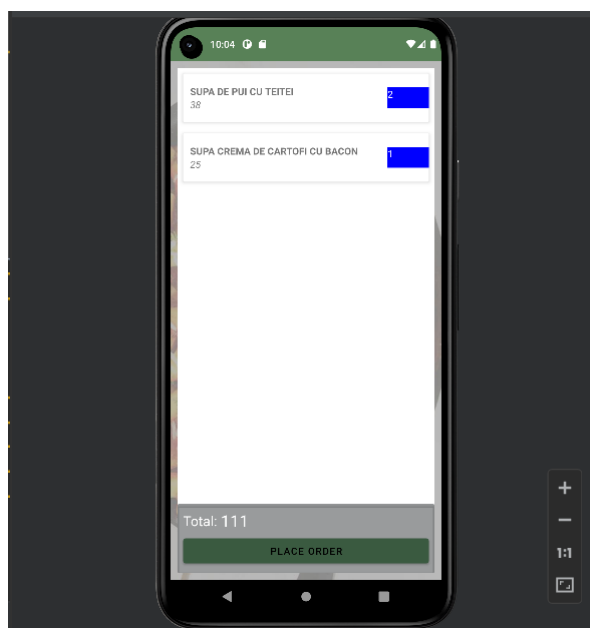 10:04
SUPA DE PUI CU TEITEI
38
2
SUPA CREMA DE CARTOFI CU BACON
25
1
Total: 111
PLACE ORDER
1:1